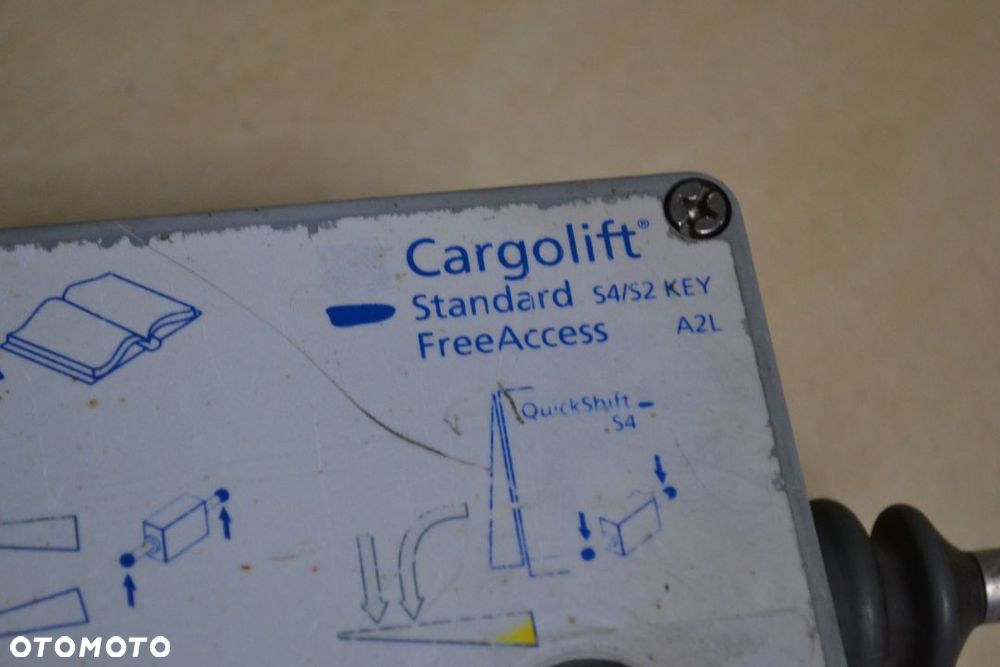 Cargolift®
Standard S4/S2 KEY
FreeAccess A2L
QuickShift
S4
OTOMOTO